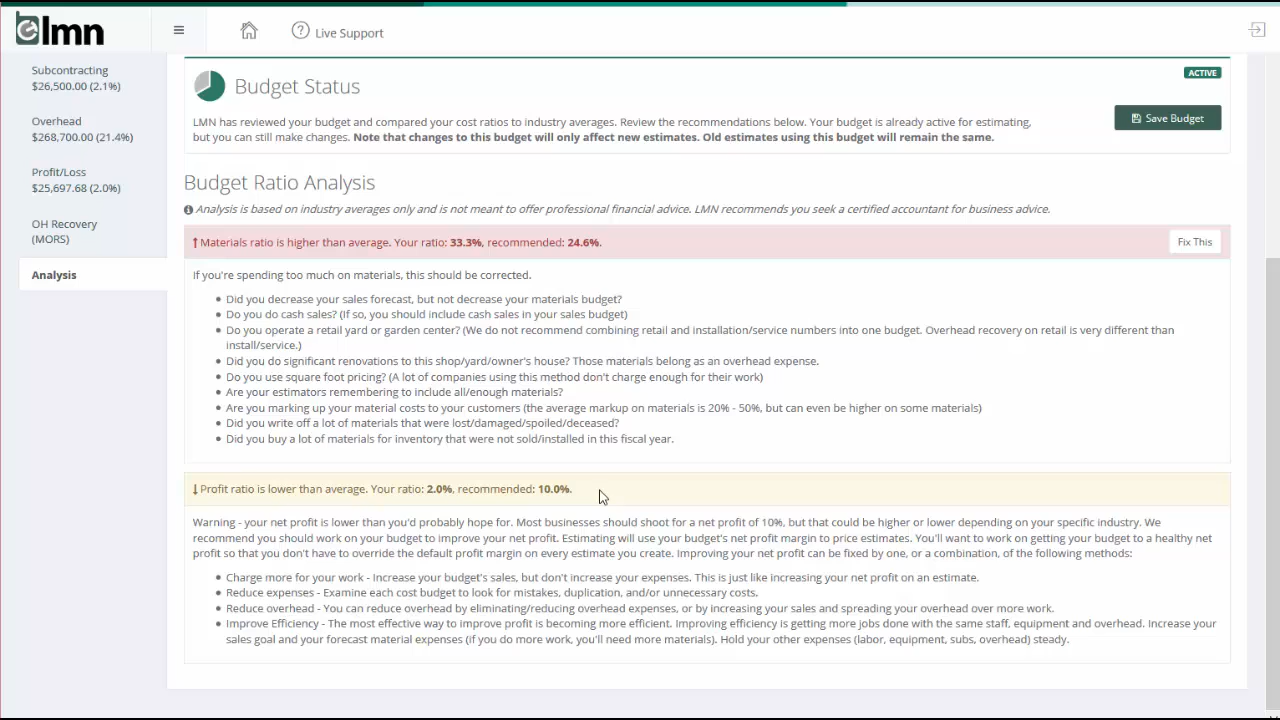 lmn
Live Support
Subcontracting
$26,500.00 (2.1%)
Overhead
$268,700.00 (21.4%)
Profit/Loss
$25,697.68 (2.0%)
OH Recovery
(MORS)
Analysis
Budget Status
ACTIVE
LMN has reviewed your budget and compared your cost ratios to industry averages. Review the recommendations below. Your budget is already active for estimating,
but you can still make changes. Note that changes to this budget will only affect new estimates. Old estimates using this budget will remain the same.
Save Budget
Budget Ratio Analysis
Analysis is based on industry averages only and is not meant to offer professional financial advice. LMN recommends you seek a certified accountant for business advice.
Materials ratio is higher than average. Your ratio: 33.3%, recommended: 24.6%.
Fix This
If you're spending too much on materials, this should be corrected.
• Did you decrease your sales forecast, but not decrease your materials budget?
• Do you do cash sales? (If so, you should include cash sales in your sales budget)
• Do you operate a retail yard or garden center? (We do not recommend combining retail and installation/service numbers into one budget. Overhead recovery on retail is very different than
install/service.)
• Did you do significant renovations to this shop/yard/owner's house? Those materials belong as an overhead expense.
• Do you use square foot pricing? (A lot of companies using this method don't charge enough for their work)
• Are your estimators remembering to include all/enough materials?
• Are you marking up your material costs to your customers (the average markup on materials is 20% - 50%, but can even be higher on some materials)
• Did you write off a lot of materials that were lost/damaged/spoiled/deceased?
• Did you buy a lot of materials for inventory that were not sold/installed in this fiscal year.
Profit ratio is lower than average. Your ratio: 2.0%, recommended: 10.0%.
Warning - your net profit is lower than you'd probably hope for. Most businesses should shoot for a net profit of 10%, but that could be higher or lower depending on your specific industry. We
recommend you should work on your budget to improve your net profit. Estimating will use your budget's net profit margin to price estimates. You'll want to work on getting your budget to a healthy net
profit so that you don't have to override the default profit margin on every estimate you create. Improving your net profit can be fixed by one, or a combination, of the following methods:
• Charge more for your work - Increase your budget's sales, but don't increase your expenses. This is just like increasing your net profit on an estimate.
• Reduce expenses - Examine each cost budget to look for mistakes, duplication, and/or unnecessary costs.
• Reduce overhead - You can reduce overhead by eliminating/reducing overhead expenses, or by increasing your sales and spreading your overhead over more work.
• Improve Efficiency - The most effective way to improve profit is becoming more efficient. Improving efficiency is getting more jobs done with the same staff, equipment and overhead. Increase your
sales goal and your forecast material expenses (if you do more work, you'll need more materials). Hold your other expenses (labor, equipment, subs, overhead) steady.